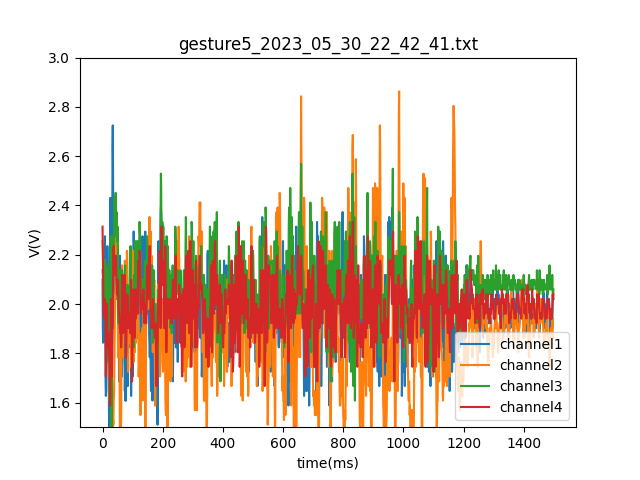 gesture5_2023_05_30_22_42_41.txt
3.0
2.8
2.6
2.4
2.2
2.0
1.8
1.6
V(V)
0 200 400 600 800 1000 1200 1400
time(ms)
channel1
channel2
channel3
channel4